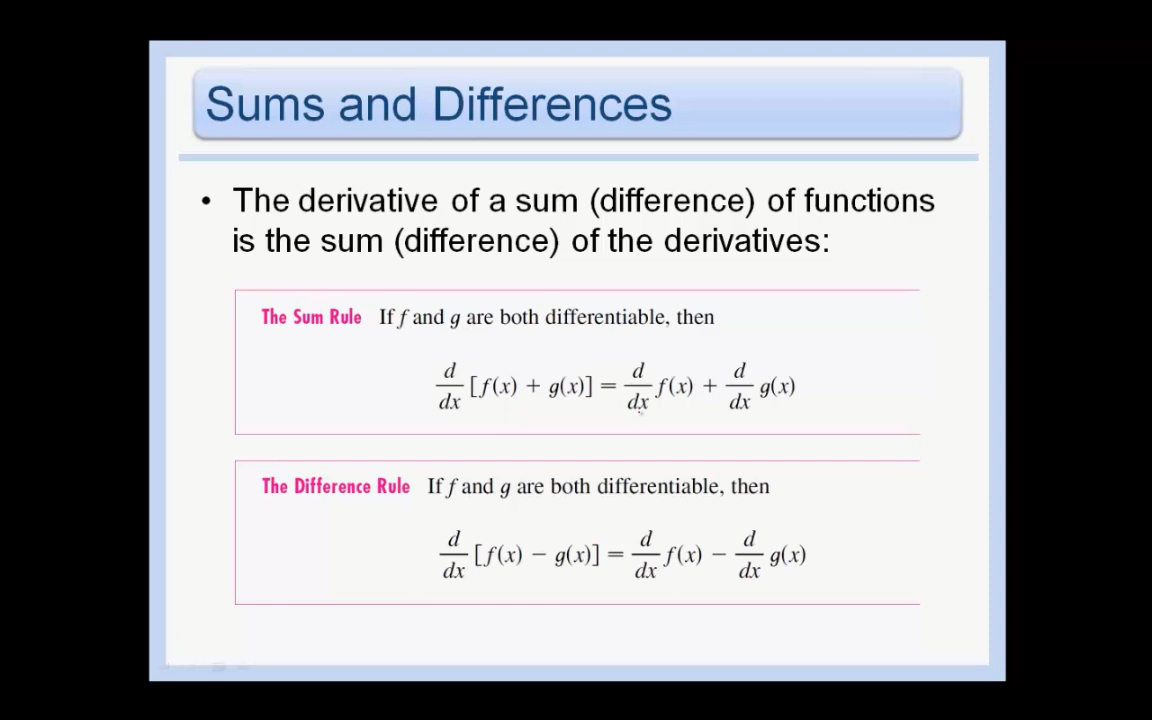 Sums and Differences
• The derivative of a sum (difference) of functions
is the sum (difference) of the derivatives:
The Sum Rule If f and g are both differentiable, then
d/dx [f(x) + g(x)] = d/dx f(x) + d/dx g(x)
The Difference Rule If f and g are both differentiable, then
d/dx [f(x) − g(x)] = d/dx f(x) − d/dx g(x)